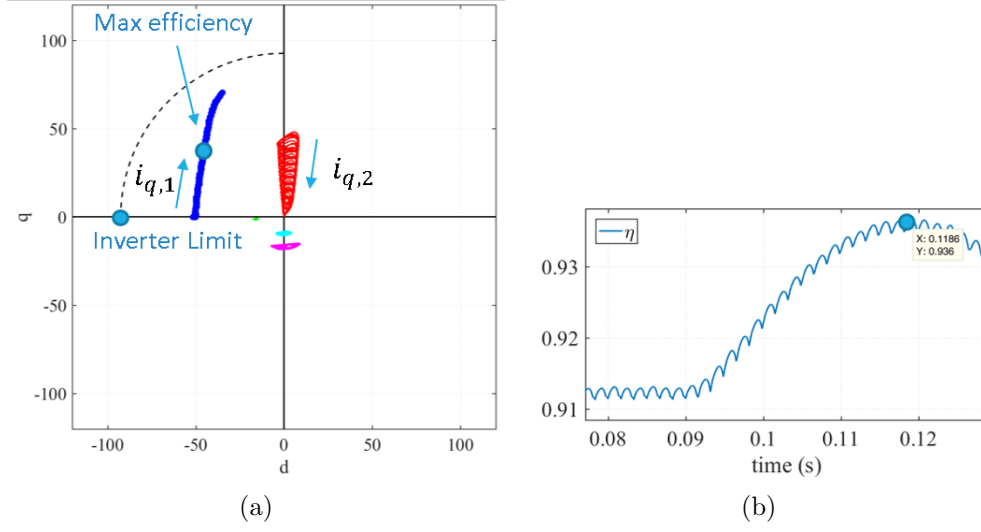 100
Max efficiency
50
i_{q,1}
i_{q,2}
q
0
Inverter Limit
-50
-100
-100
-50
0
50
100
d
(a)
η
X: 0.1186
Y: 0.936
0.93
0.92
0.91
0.08
0.09
0.1
0.11
0.12
time (s)
(b)